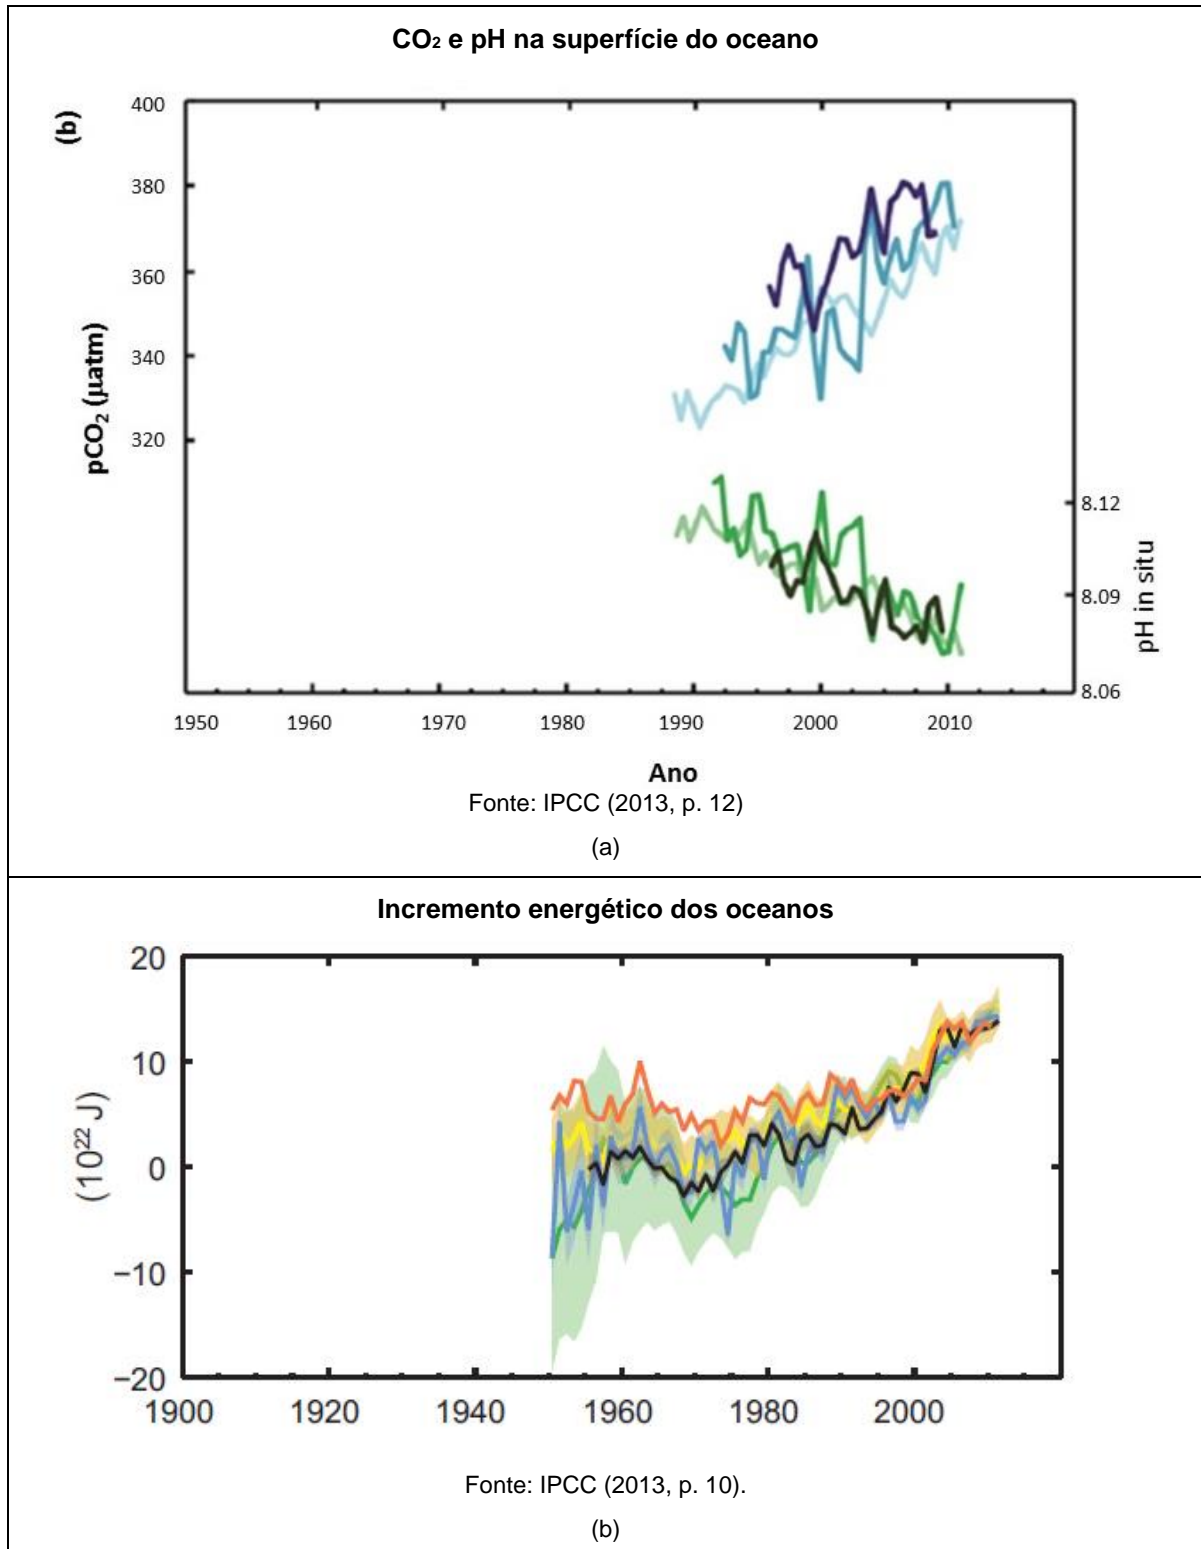 CO₂ e pH na superfície do oceano
(b)
400
380
360
340
320
pCO₂ (µatm)
8.12
8.09
8.06
pH in situ
1950 1960 1970 1980 1990 2000 2010
Ano
Fonte: IPCC (2013, p. 12)
(a)
Incremento energético dos oceanos
20
10
0
−10
−20
(10²² J)
1900 1920 1940 1960 1980 2000
Fonte: IPCC (2013, p. 10).
(b)